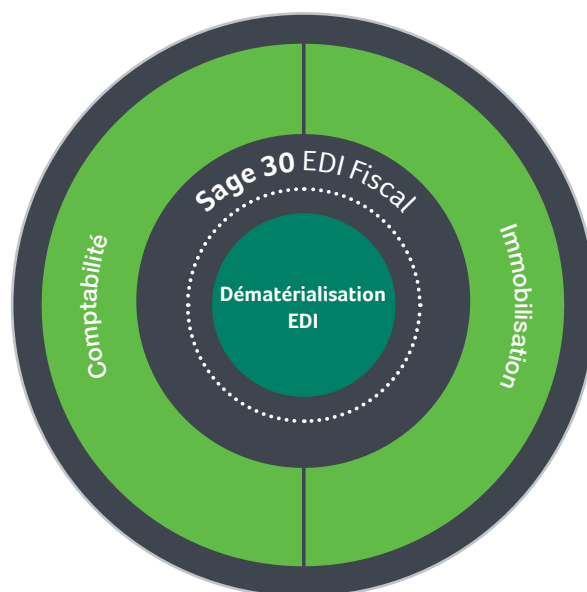 Sage 30 EDI Fiscal
Comptabilité
Dématérialisation
EDI
Immobilisation